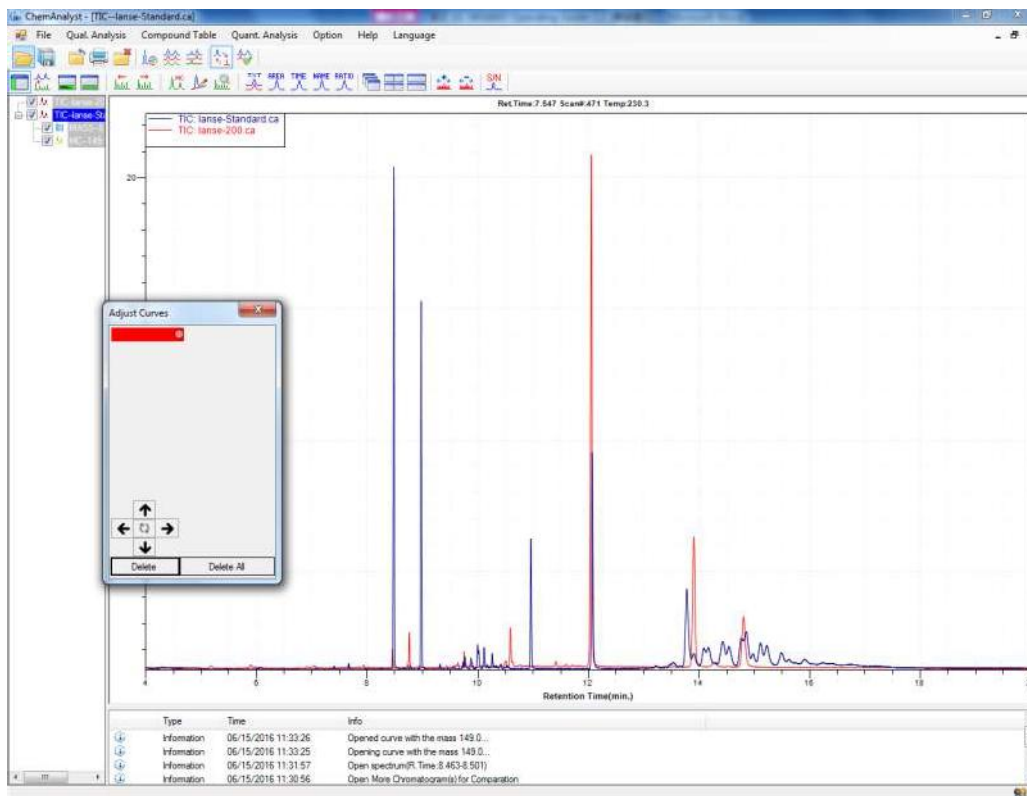 ChemAnalyst - [TIC--lanse-Standard.ca]
File Qual. Analysis Compound Table Quant. Analysis Option Help Language
TXT AREA TIME NAME RATIO S/N
TIC-lanse-2
TIC-lanse-Sta
Ret.Time:7.547 Scan#:471 Temp:230.3
TIC: lanse-Standard.ca
TIC: lanse-200.ca
20
Adjust Curves
Delete Delete All
4 6 8 10 12 14 16 18
Retention Time(min.)
Type Time Info
Information 06/15/2016 11:33:26 Opened curve with the mass 149.0...
Information 06/15/2016 11:33:25 Opening curve with the mass 149.0...
Information 06/15/2016 11:31:57 Open spectrum(R.Time:8.463-8.501)
Information 06/15/2016 11:30:56 Open More Chromatogram(s) for Comparation